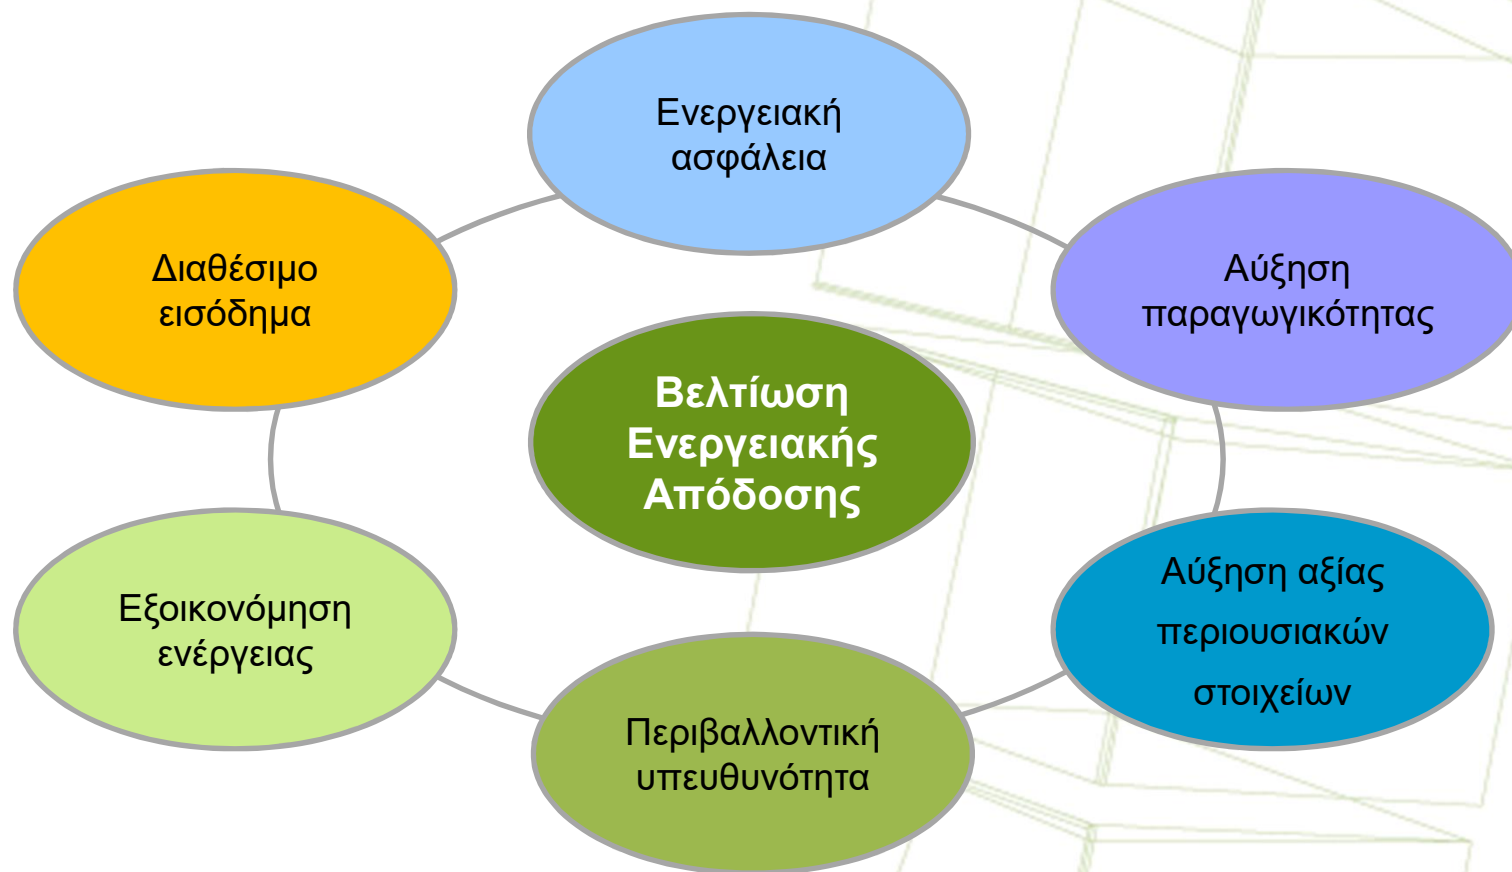 Ενεργειακή
ασφάλεια
Διαθέσιμο
εισόδημα
Αύξηση
παραγωγικότητας
Βελτίωση
Ενεργειακής
Απόδοσης
Εξοικονόμηση
ενέργειας
Αύξηση αξίας
περιουσιακών
στοιχείων
Περιβαλλοντική
υπευθυνότητα